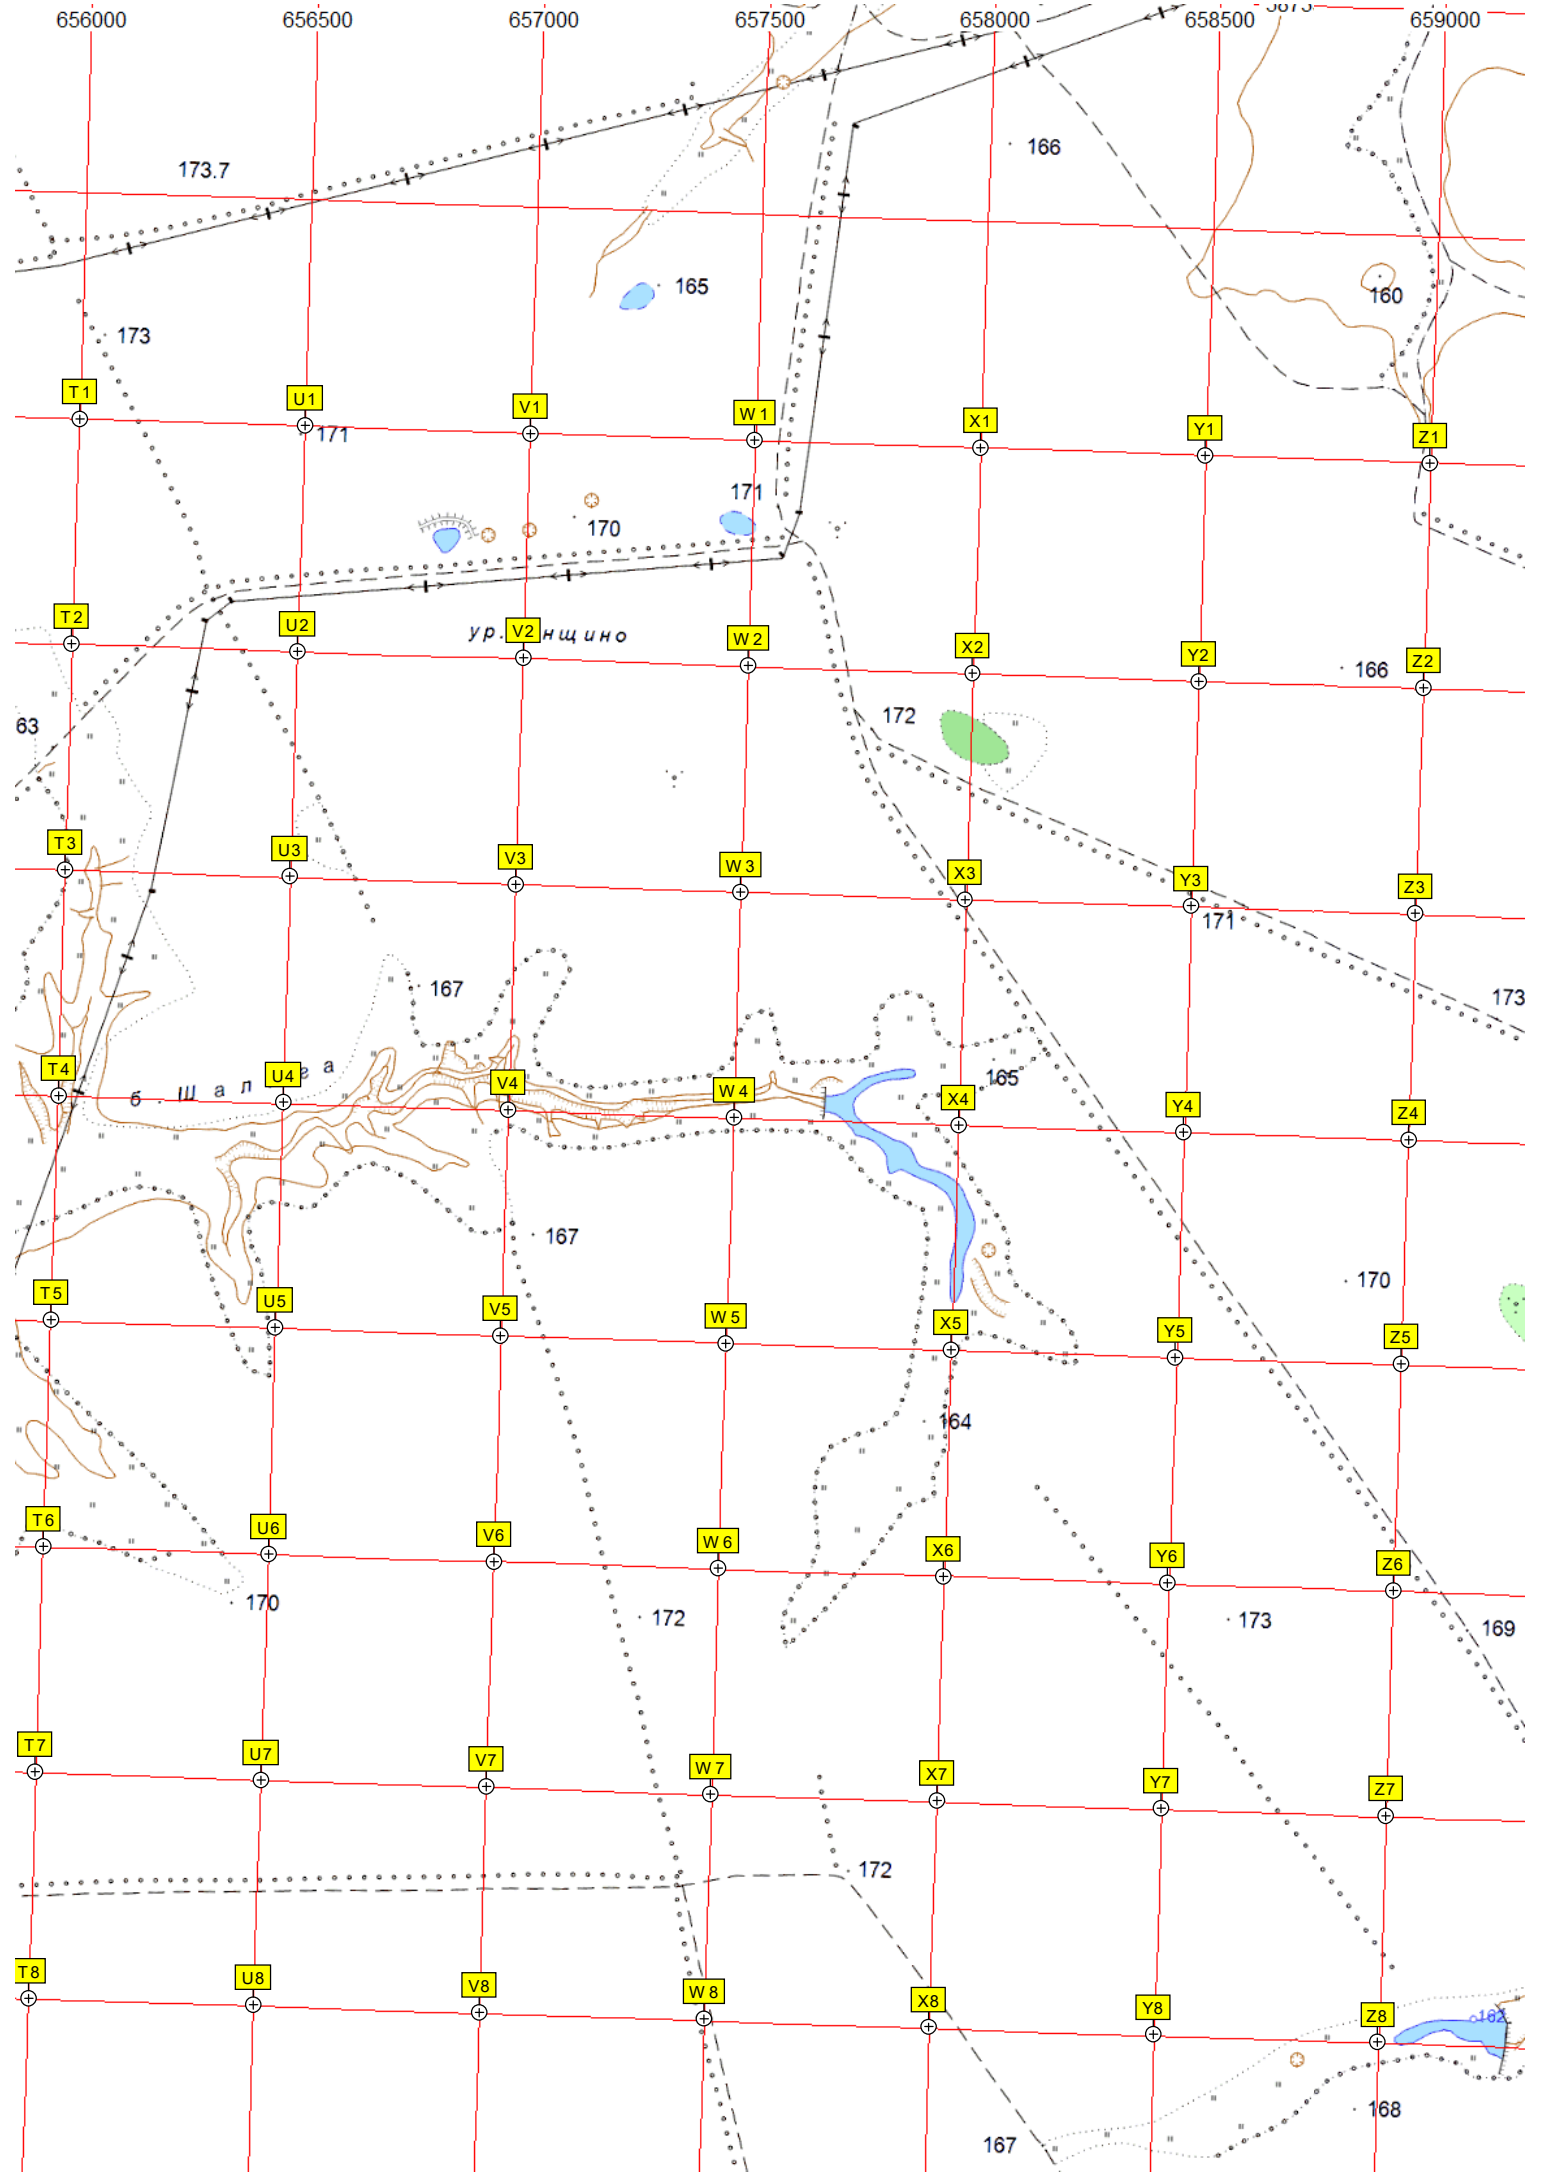 656000 656500 657000 657500 658000 658500 659000
173.7
166
165
160
173
T1 U1 V1 W1 X1 Y1 Z1
171
171
170
T2 U2 V2 W2 X2 Y2 Z2
ур. нщино
166
63
172
T3 U3 V3 W3 X3 Y3 Z3
171
167
173
б. Шал га
165
T4 U4 V4 W4 X4 Y4 Z4
167
170
T5 U5 V5 W5 X5 Y5 Z5
164
T6 U6 V6 W6 X6 Y6 Z6
170
172
173
169
T7 U7 V7 W7 X7 Y7 Z7
172
T8 U8 V8 W8 X8 Y8 Z8
162
168
167